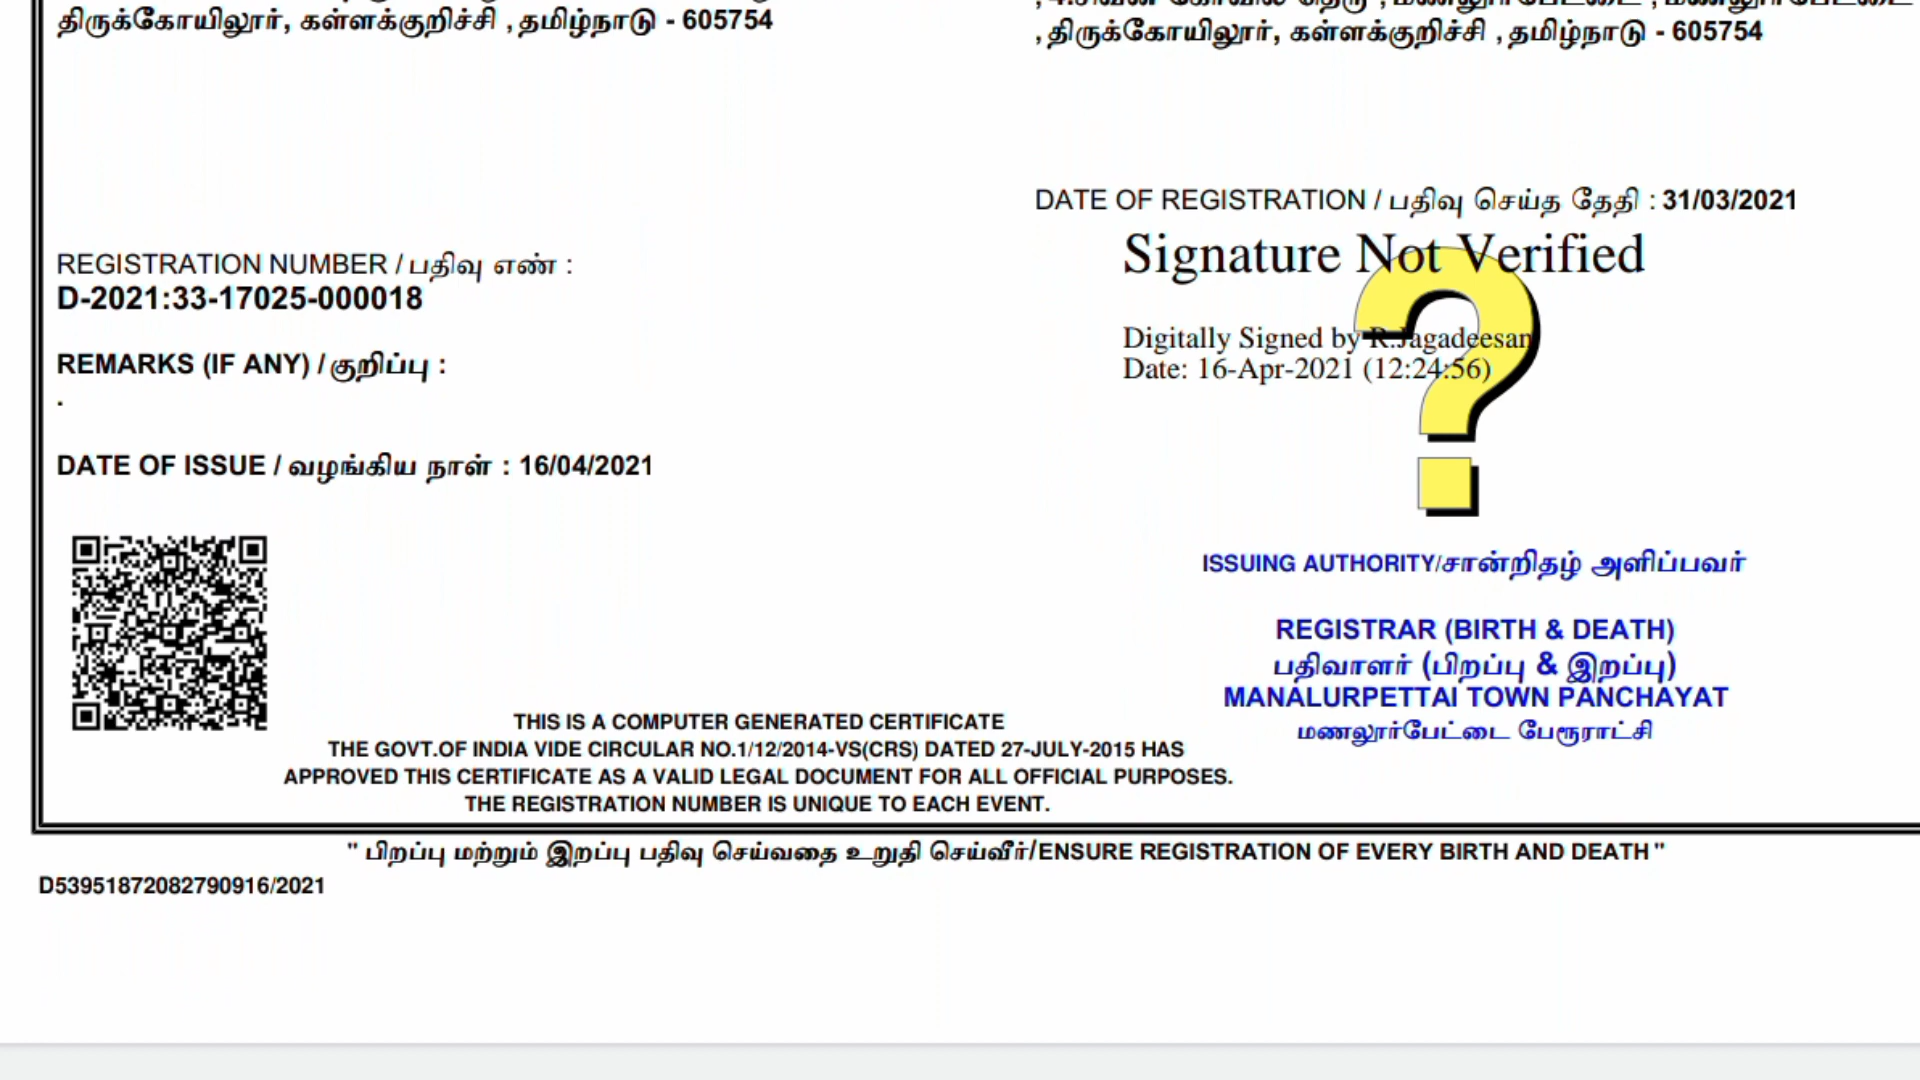 திருக்கோயிலூர், கள்ளக்குறிச்சி , தமிழ்நாடு - 605754
, திருக்கோயிலூர், கள்ளக்குறிச்சி , தமிழ்நாடு - 605754
DATE OF REGISTRATION / பதிவு செய்த தேதி : 31/03/2021
REGISTRATION NUMBER / பதிவு எண் :
D-2021:33-17025-000018
REMARKS (IF ANY) / குறிப்பு :
.
DATE OF ISSUE / வழங்கிய நாள் : 16/04/2021
Signature Not Verified
Digitally Signed by R.Jagadeesan
Date: 16-Apr-2021 (12:24:56)
ISSUING AUTHORITY/சான்றிதழ் அளிப்பவர்
REGISTRAR (BIRTH & DEATH)
பதிவாளர் (பிறப்பு & இறப்பு)
MANALURPETTAI TOWN PANCHAYAT
மணலூர்பேட்டை பேரூராட்சி
THIS IS A COMPUTER GENERATED CERTIFICATE
THE GOVT.OF INDIA VIDE CIRCULAR NO.1/12/2014-VS(CRS) DATED 27-JULY-2015 HAS
APPROVED THIS CERTIFICATE AS A VALID LEGAL DOCUMENT FOR ALL OFFICIAL PURPOSES.
THE REGISTRATION NUMBER IS UNIQUE TO EACH EVENT.
" பிறப்பு மற்றும் இறப்பு பதிவு செய்வதை உறுதி செய்வீர்/ENSURE REGISTRATION OF EVERY BIRTH AND DEATH "
D53951872082790916/2021